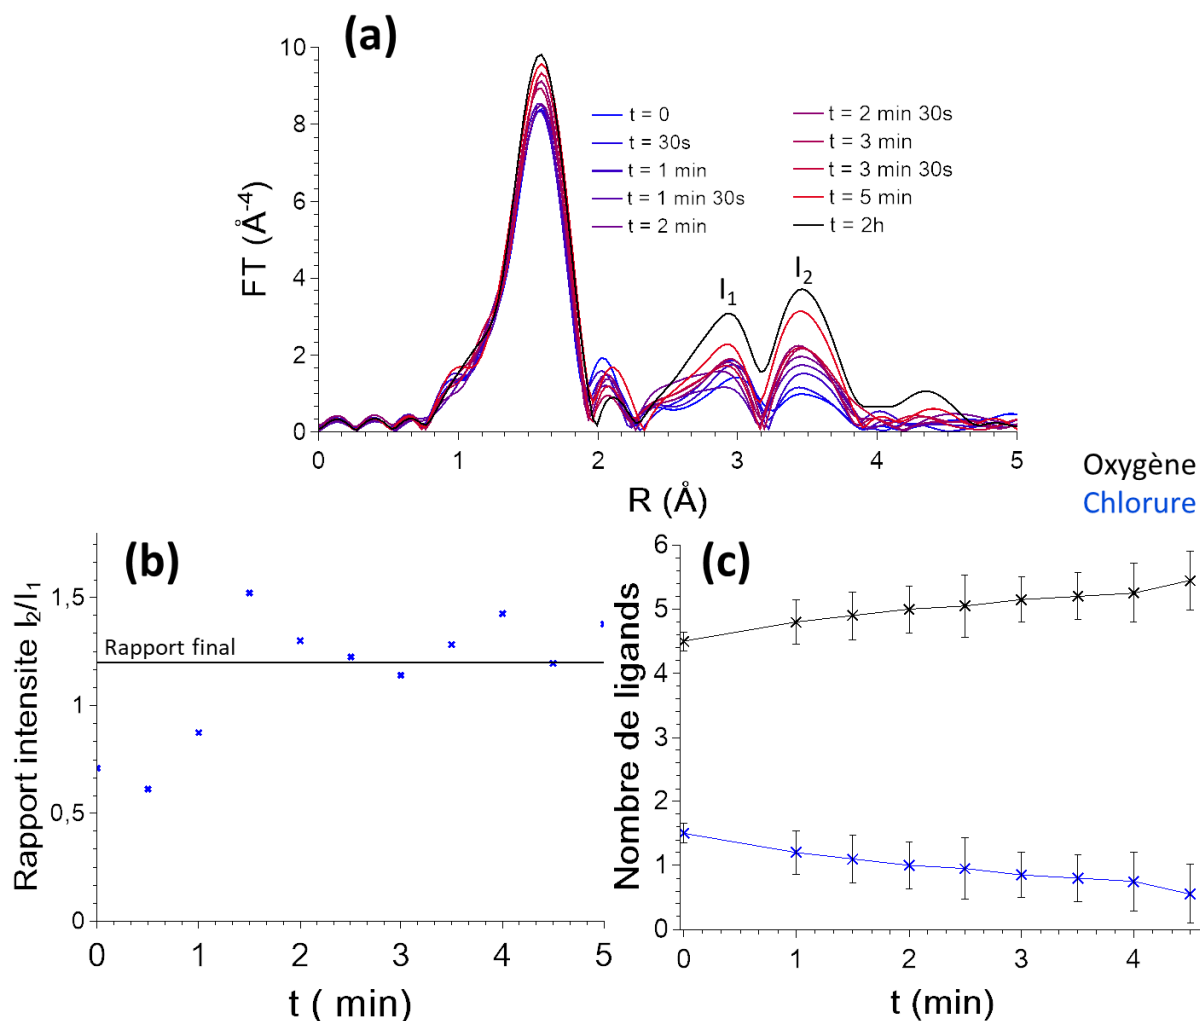 (a)
10
8
6
4
2
0
FT (Å⁻⁴)
t = 0
t = 30s
t = 1 min
t = 1 min 30s
t = 2 min
t = 2 min 30s
t = 3 min
t = 3 min 30s
t = 5 min
t = 2h
I₁
I₂
0 1 2 3 4 5
R (Å)
Oxygène
Chlorure
(b)
1,5
1
0,5
0
Rapport intensite I₂/I₁
Rapport final
0 1 2 3 4 5
t ( min)
(c)
6
5
4
3
2
1
0
Nombre de ligands
0 1 2 3 4
t (min)